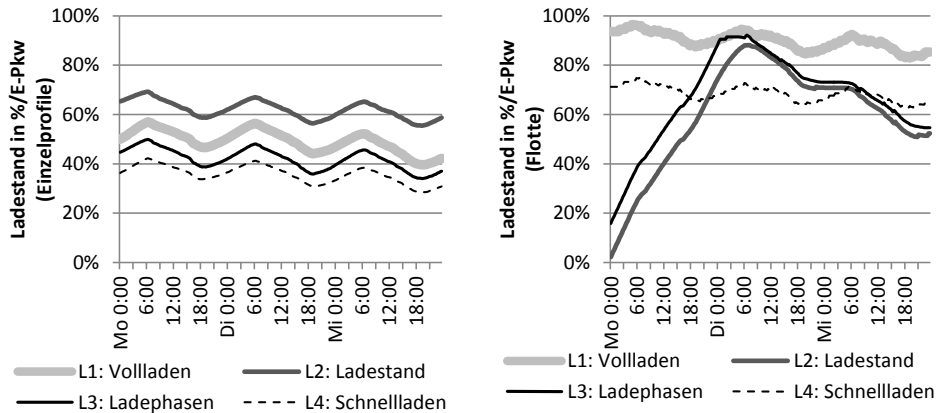 Ladestand in %/E-Pkw
(Einzelprofile)
100%
80%
60%
40%
20%
0%
Mo 0:00
6:00
12:00
18:00
Di 0:00
6:00
12:00
18:00
Mi 0:00
6:00
12:00
18:00
L1: Vollladen
L2: Ladestand
L3: Ladephasen
L4: Schnellladen
Ladestand in %/E-Pkw
(Flotte)
100%
80%
60%
40%
20%
0%
Mo 0:00
6:00
12:00
18:00
Di 0:00
6:00
12:00
18:00
Mi 0:00
6:00
12:00
18:00
L1: Vollladen
L2: Ladestand
L3: Ladephasen
L4: Schnellladen